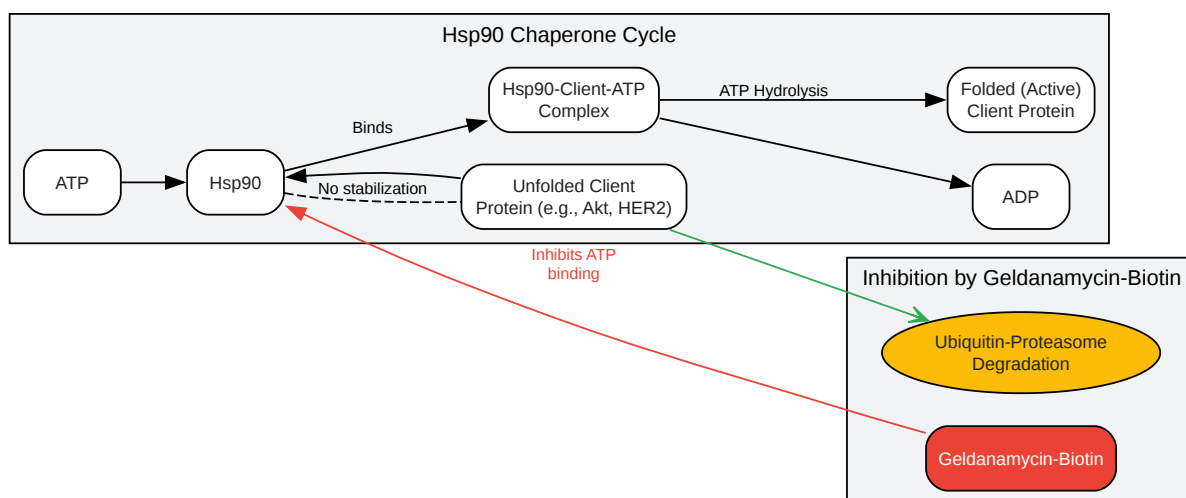 Hsp90 Chaperone Cycle
Hsp90-Client-ATP
Complex
ATP Hydrolysis
Folded (Active)
Client Protein
Binds
ATP
Hsp90
No stabilization
Unfolded Client
Protein (e.g., Akt, HER2)
ADP
Inhibits ATP
binding
Inhibition by Geldanamycin-Biotin
Ubiquitin-Proteasome
Degradation
Geldanamycin-Biotin